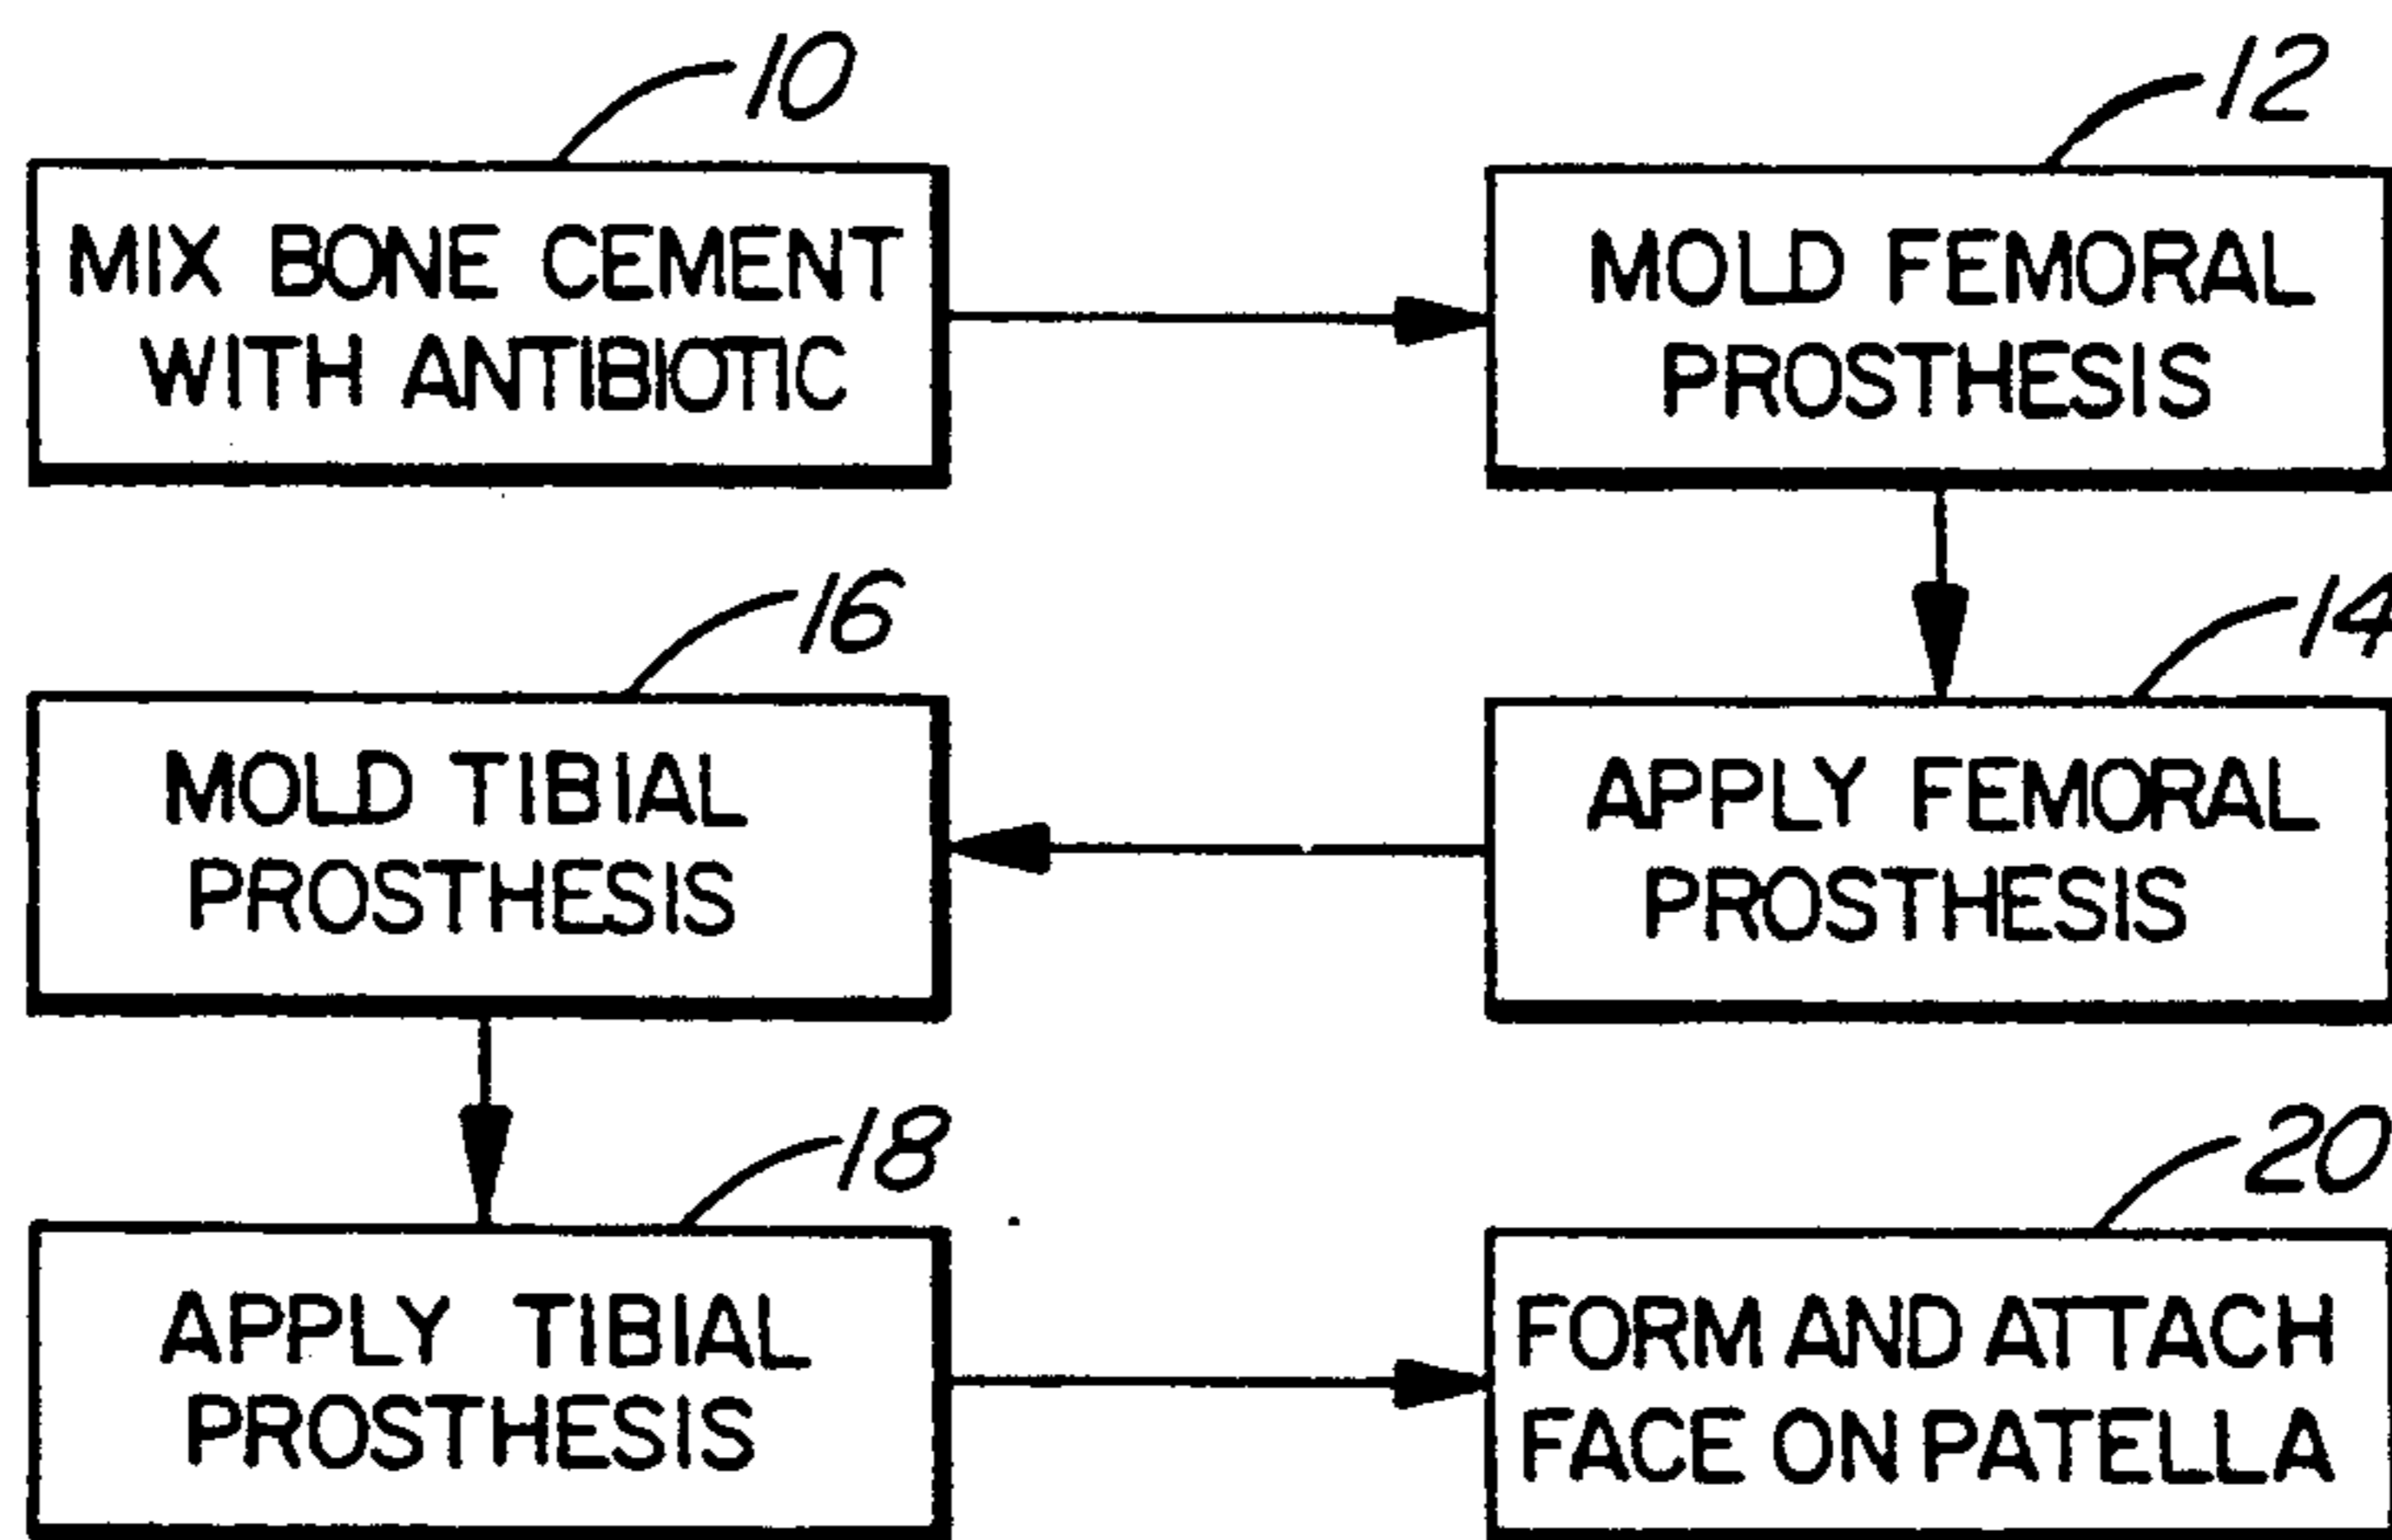 10
MIX BONE CEMENT
WITH ANTIBIOTIC
12
MOLD FEMORAL
PROSTHESIS
14
APPLY FEMORAL
PROSTHESIS
16
MOLD TIBIAL
PROSTHESIS
18
APPLY TIBIAL
PROSTHESIS
20
FORM AND ATTACH
FACE ON PATELLA